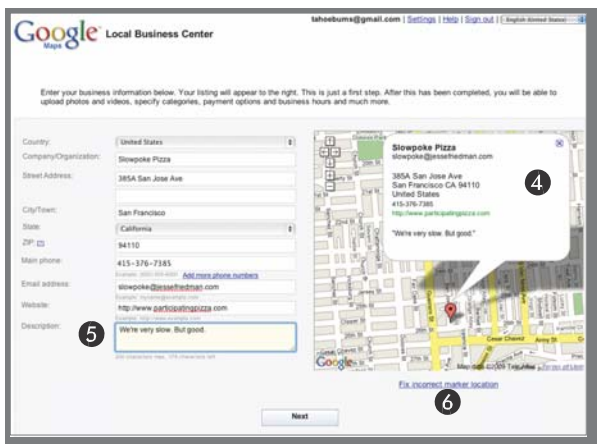 tahoebums@gmail.com | Settings | Help | Sign out | English (United States)
Google Maps Local Business Center
Enter your business information below. Your listing will appear to the right. This is just a first step. After this has been completed, you will be able to
upload photos and videos, specify categories, payment options and business hours and much more.
Country: United States
Company/Organization: Slowpoke Pizza
Street Address: 385A San Jose Ave
City/Town: San Francisco
State: California
ZIP: 94110
Main phone: 415-376-7385
Add more phone numbers
Email address: slowpoke@jessefriedman.com
Website: http://www.participatingpizza.com
Description: We're very slow. But good.
5
Slowpoke Pizza
slowpoke@jessefriedman.com
385A San Jose Ave
San Francisco CA 94110
United States
415-376-7385
http://www.participatingpizza.com
"We're very slow. But good."
4
Cesar Chavez Army St
Google
Fix incorrect marker location
6
Next